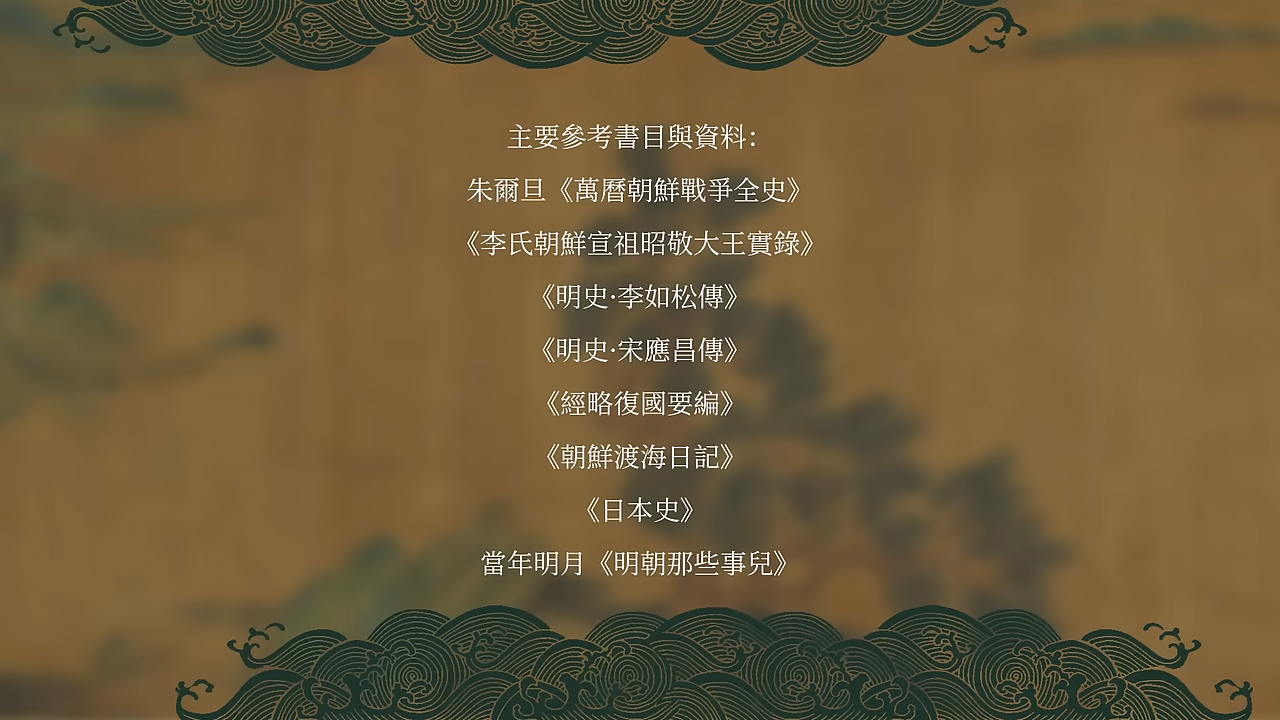 主要參考書目與資料：
朱爾旦《萬曆朝鮮戰爭全史》
《李氏朝鮮宣祖昭敬大王實錄》
《明史·李如松傳》
《明史·宋應昌傳》
《經略復國要編》
《朝鮮渡海日記》
《日本史》
當年明月《明朝那些事兒》